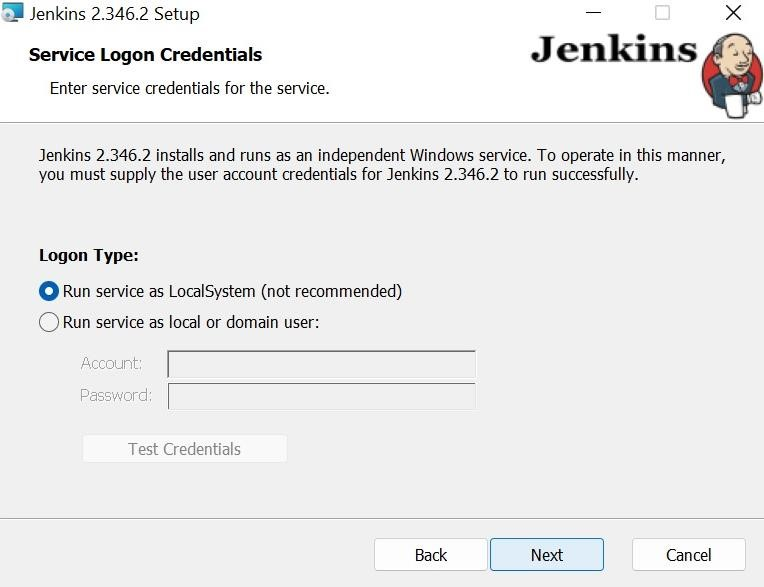 Jenkins 2.346.2 Setup
Service Logon Credentials
Jenkins
Enter service credentials for the service.
Jenkins 2.346.2 installs and runs as an independent Windows service. To operate in this manner,
you must supply the user account credentials for Jenkins 2.346.2 to run successfully.
Logon Type:
Run service as LocalSystem (not recommended)
Run service as local or domain user:
Account:
Password:
Test Credentials
Back Next Cancel